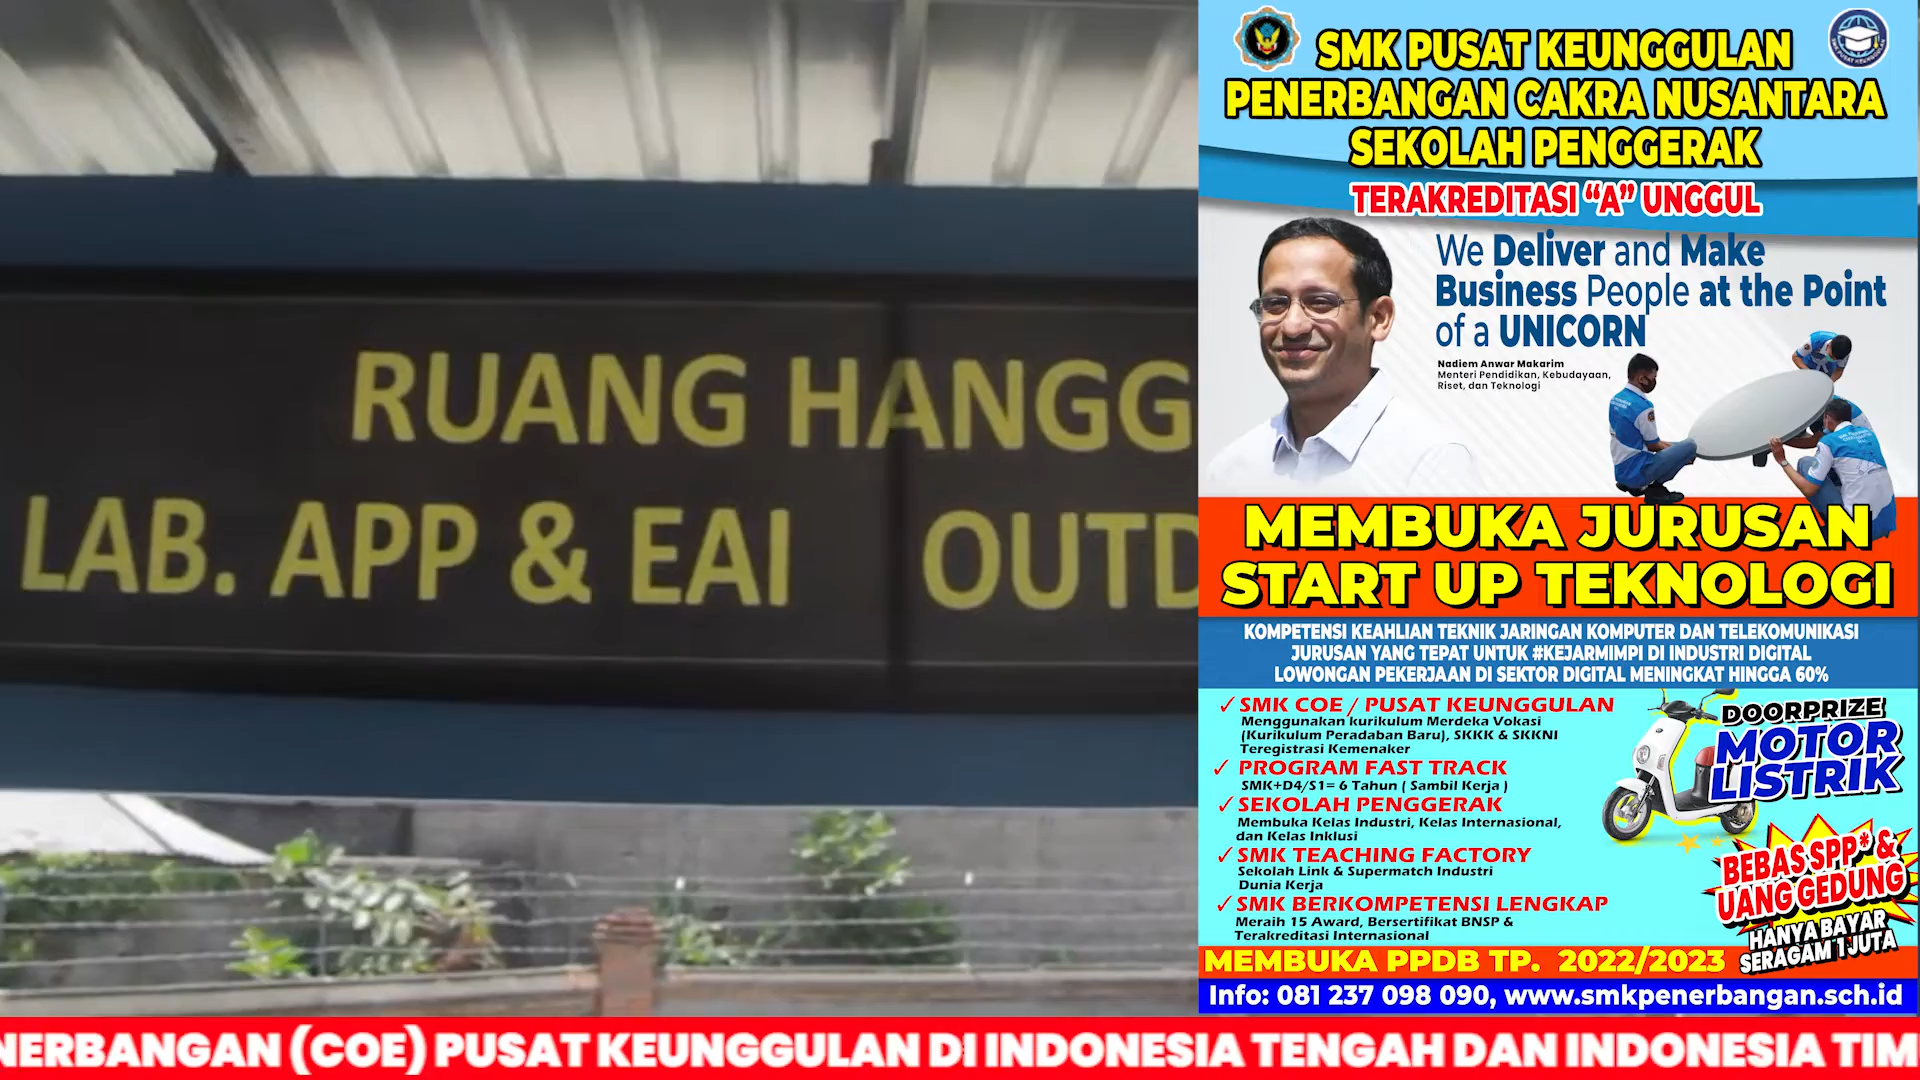 RUANG HANGG
LAB. APP & EAI OUTD
SMK PUSAT KEUNGGULAN
PENERBANGAN CAKRA NUSANTARA
SEKOLAH PENGGERAK
TERAKREDITASI “A” UNGGUL
We Deliver and Make
Business People at the Point
of a UNICORN
Nadiem Anwar Makarim
Menteri Pendidikan, Kebudayaan,
Riset, dan Teknologi
MEMBUKA JURUSAN
START UP TEKNOLOGI
KOMPETENSI KEAHLIAN TEKNIK JARINGAN KOMPUTER DAN TELEKOMUNIKASI
JURUSAN YANG TEPAT UNTUK #KEJARMIMPI DI INDUSTRI DIGITAL
LOWONGAN PEKERJAAN DI SEKTOR DIGITAL MENINGKAT HINGGA 60%
✓ SMK COE / PUSAT KEUNGGULAN
Menggunakan kurikulum Merdeka Vokasi
(Kurikulum Peradaban Baru), SKKK & SKKNI
Teregistrasi Kemenaker
✓ PROGRAM FAST TRACK
SMK+D4/S1= 6 Tahun ( Sambil Kerja )
✓ SEKOLAH PENGGERAK
Membuka Kelas Industri, Kelas Internasional,
dan Kelas Inklusi
✓ SMK TEACHING FACTORY
Sekolah Link & Supermatch Industri
Dunia Kerja
✓ SMK BERKOMPETENSI LENGKAP
Meraih 15 Award, Bersertifikat BNSP &
Terakreditasi Internasional
DOORPRIZE
MOTOR
LISTRIK
BEBAS SPP* &
UANG GEDUNG
HANYA BAYAR
SERAGAM 1 JUTA
MEMBUKA PPDB TP. 2022/2023
Info: 081 237 098 090, www.smkpenerbangan.sch.id
NERBANGAN (COE) PUSAT KEUNGGULAN DI INDONESIA TENGAH DAN INDONESIA TIM